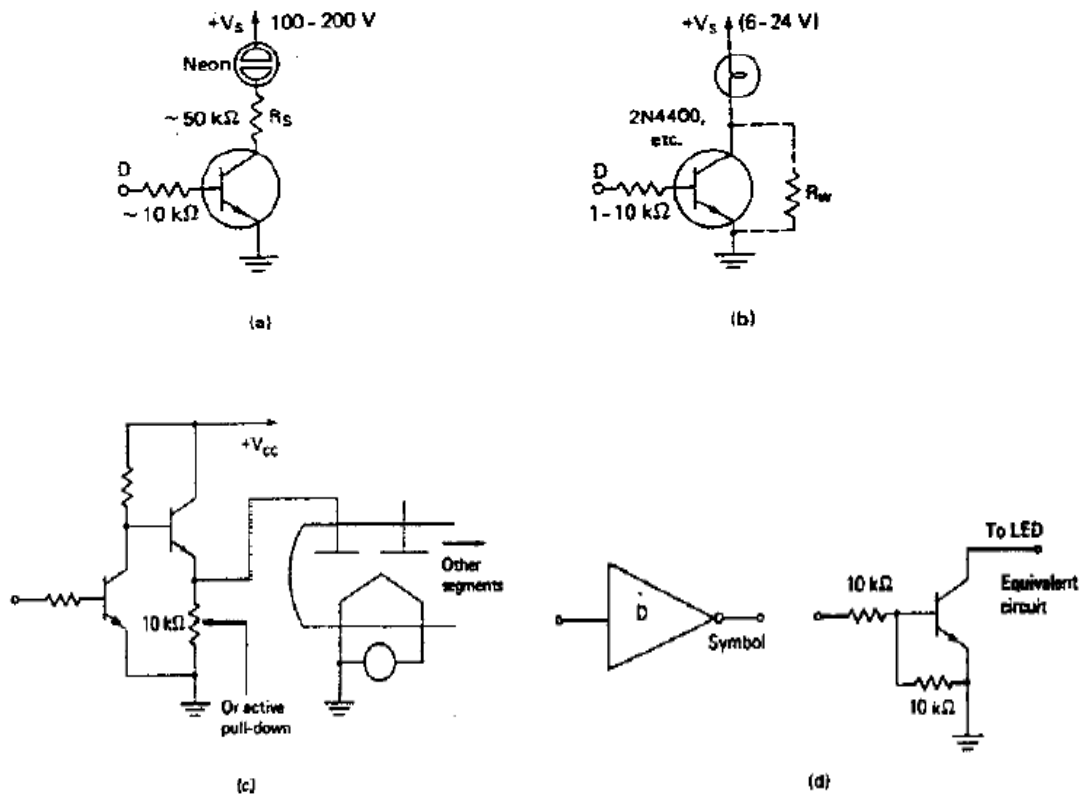 +Vs 100-200 V
Neon
~50 kΩ Rs
D
~10 kΩ
(a)
+Vs (6-24 V)
2N4400,
etc.
D
1-10 kΩ
Rw
(b)
+Vcc
Other
segments
10 kΩ
Or active
pull-down
(c)
D
Symbol
To LED
10 kΩ
Equivalent
circuit
10 kΩ
(d)